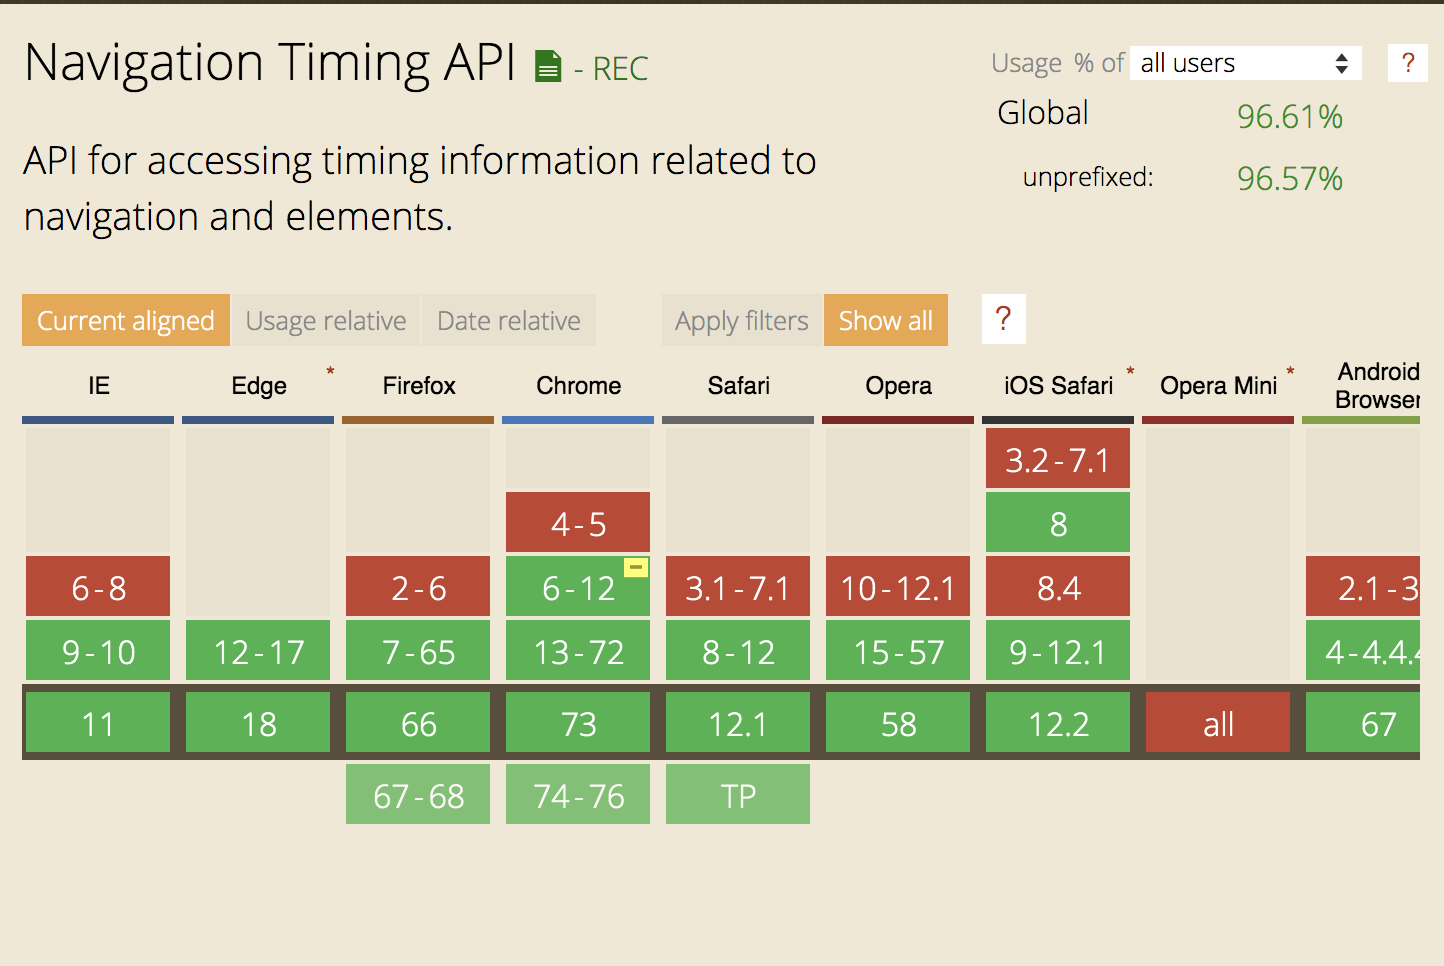 Navigation Timing API - REC
Usage % of all users ?
Global 96.61%
unprefixed: 96.57%
API for accessing timing information related to
navigation and elements.
Current aligned Usage relative Date relative Apply filters Show all ?
IE Edge * Firefox Chrome Safari Opera iOS Safari * Opera Mini * Android
Browser
3.2-7.1
4-5 8
6-8 2-6 6-12 3.1-7.1 10-12.1 8.4 2.1-3
9-10 12-17 7-65 13-72 8-12 15-57 9-12.1 4-4.4.
11 18 66 73 12.1 58 12.2 all 67
67-68 74-76 TP